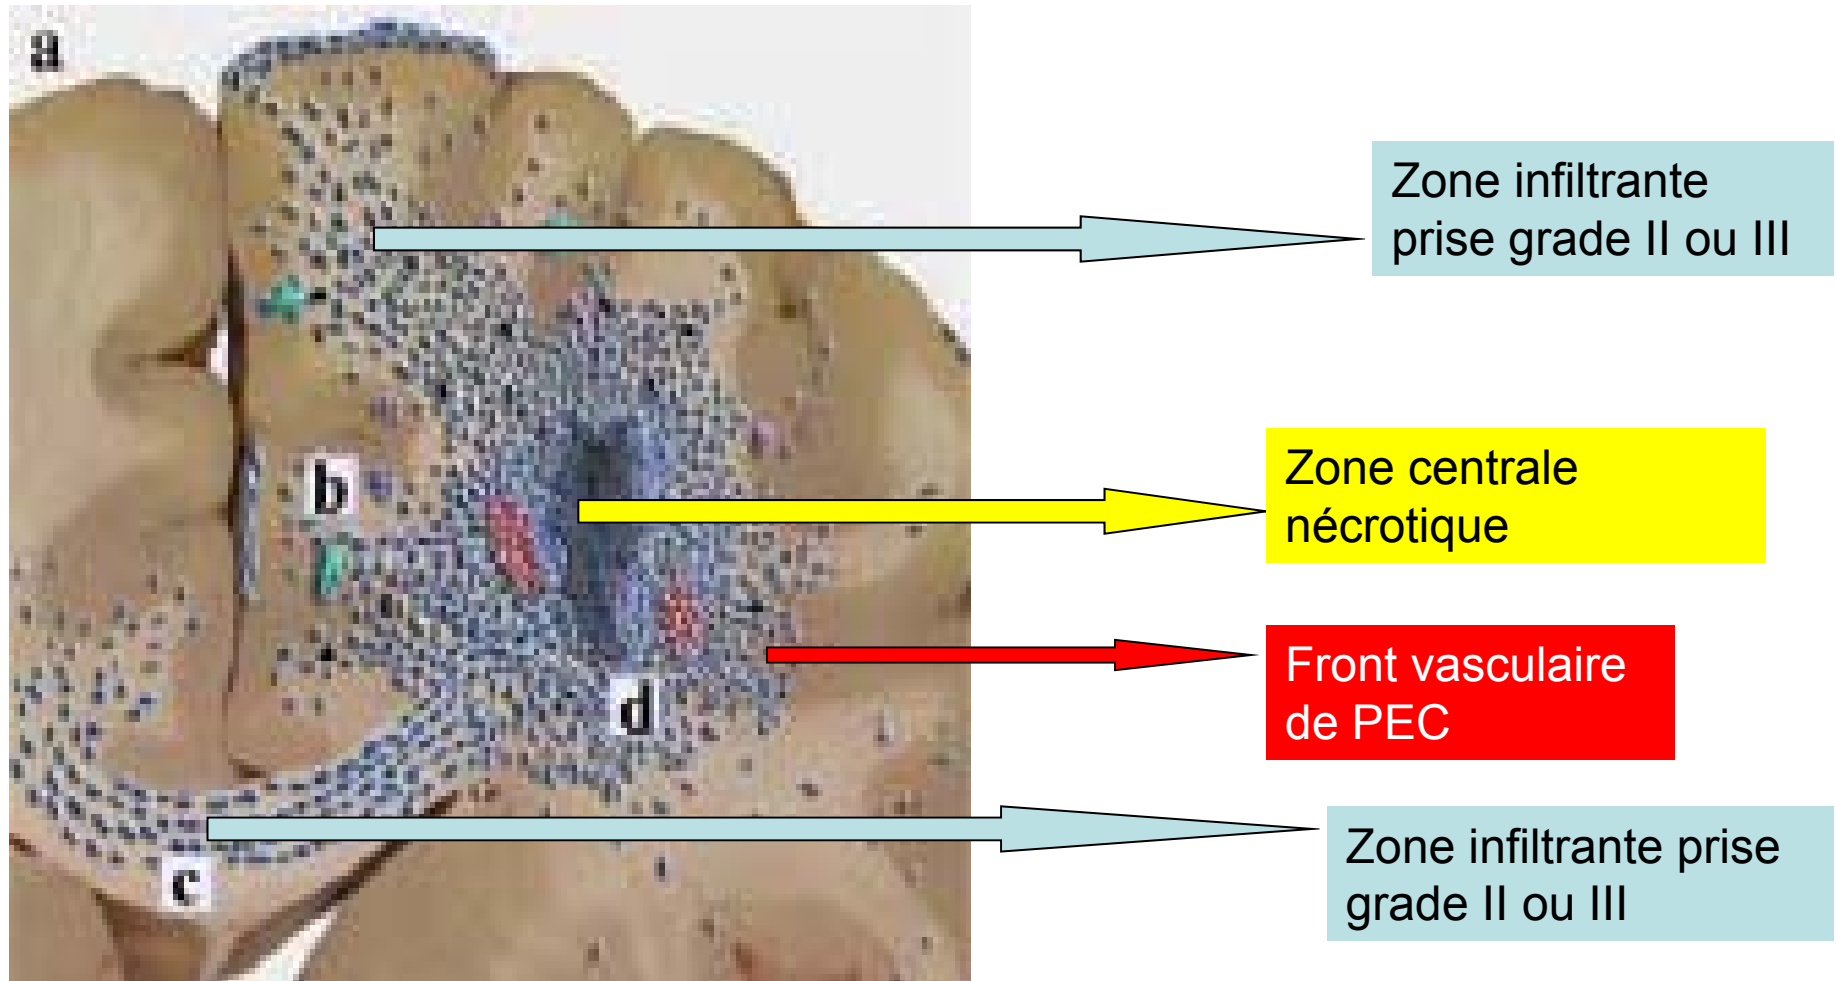 a
Zone infiltrante
prise grade II ou III
Zone centrale
nécrotique
b
Front vasculaire
de PEC
d
Zone infiltrante prise
grade II ou III
c